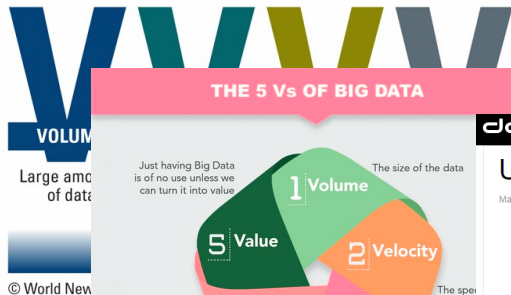 THE 5 Vs OF BIG DATA
VOLUM
Large amo
of data
Just having Big Data
is of no use unless we
can turn it into value
The size of the data
1 Volume
5 Value
2 Velocity
The spe
© World New
U
Ma